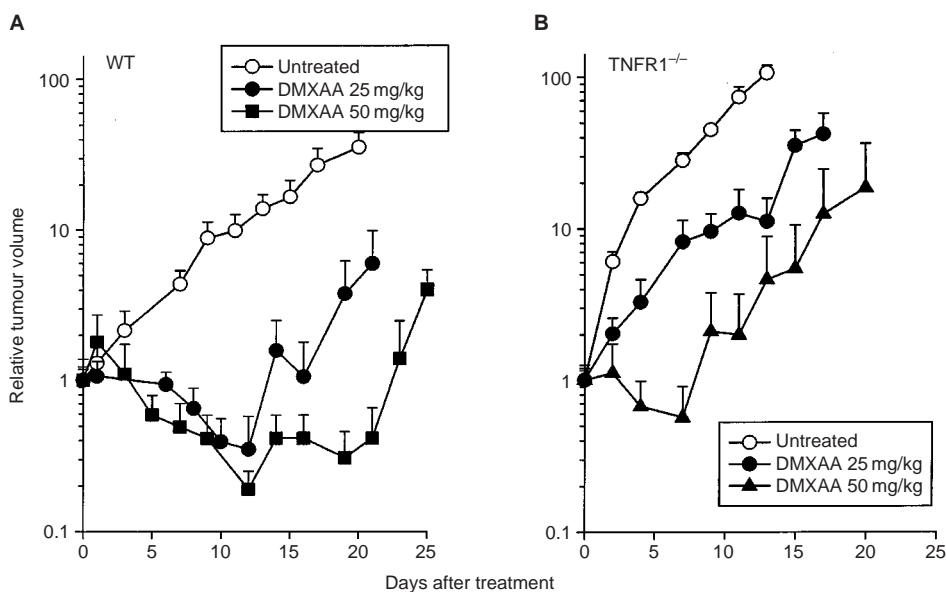 A
WT
Untreated
DMXAA 25 mg/kg
DMXAA 50 mg/kg
100
10
1
0.1
Relative tumour volume
0 5 10 15 20 25
B
TNFR1–/–
100
10
1
0.1
Untreated
DMXAA 25 mg/kg
DMXAA 50 mg/kg
0 5 10 15 20 25
Days after treatment